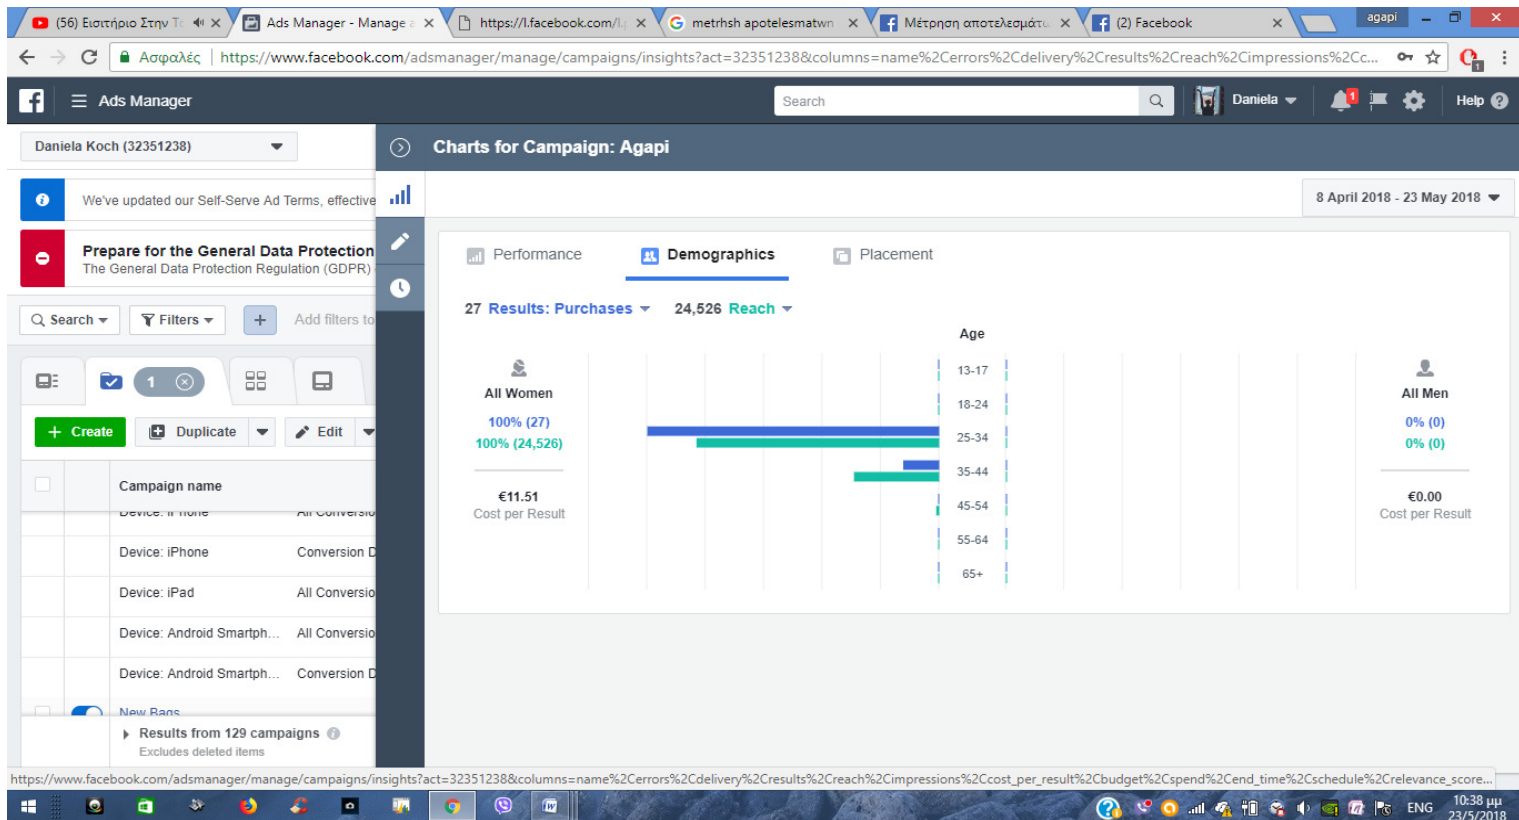 (56) Εισιτήριο Στην Το
Ads Manager - Manage a
https://l.facebook.com/l.p
metrhsh apotelesmatwn
Μέτρηση αποτελεσμάτω
(2) Facebook
agapi
Ασφαλές
https://www.facebook.com/adsmanager/manage/campaigns/insights?act=32351238&columns=name%2Cerrors%2Cdelivery%2Cresults%2Creach%2Cimpressions%2Cc...
Ads Manager
Search
Daniela
1
Help
Daniela Koch (32351238)
Charts for Campaign: Agapi
We've updated our Self-Serve Ad Terms, effective
8 April 2018 - 23 May 2018
Prepare for the General Data Protection
The General Data Protection Regulation (GDPR)
Performance
Demographics
Placement
Search
Filters
+
Add filters to
27 Results: Purchases
24,526 Reach
Age
13-17
18-24
25-34
35-44
45-54
55-64
65+
All Women
100% (27)
100% (24,526)
€11.51
Cost per Result
All Men
0% (0)
0% (0)
€0.00
Cost per Result
1
+ Create
Duplicate
Edit
Campaign name
Device: iPhone
Conversion D
Device: iPad
All Conversio
Device: Android Smartph...
All Conversio
Device: Android Smartph...
Conversion D
New Bags
Results from 129 campaigns
Excludes deleted items
https://www.facebook.com/adsmanager/manage/campaigns/insights?act=32351238&columns=name%2Cerrors%2Cdelivery%2Cresults%2Creach%2Cimpressions%2Ccost_per_result%2Cbudget%2Cspend%2Cend_time%2Cschedule%2Crelevance_score...
ENG
10:38 μμ
23/5/2018